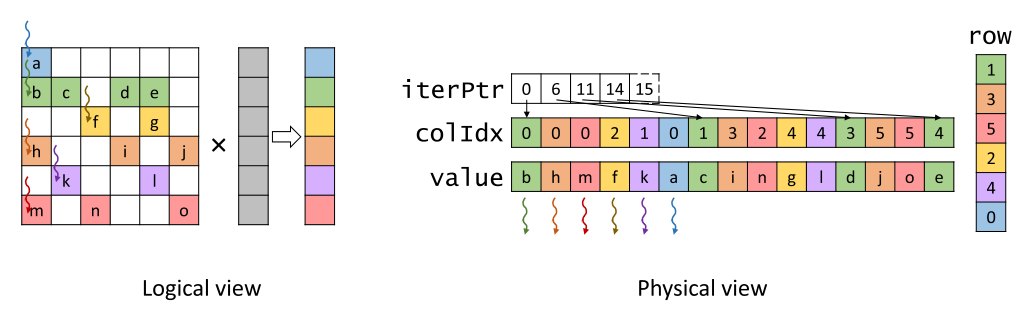 a
b c d e
f g
h i j
k l
m n o
×
Logical view
iterPtr 0 6 11 14 15
colIdx 0 0 0 2 1 0 1 3 2 4 4 3 5 5 4
value b h m f k a c i n g l d j o e
Physical view
row
1
3
5
2
4
0